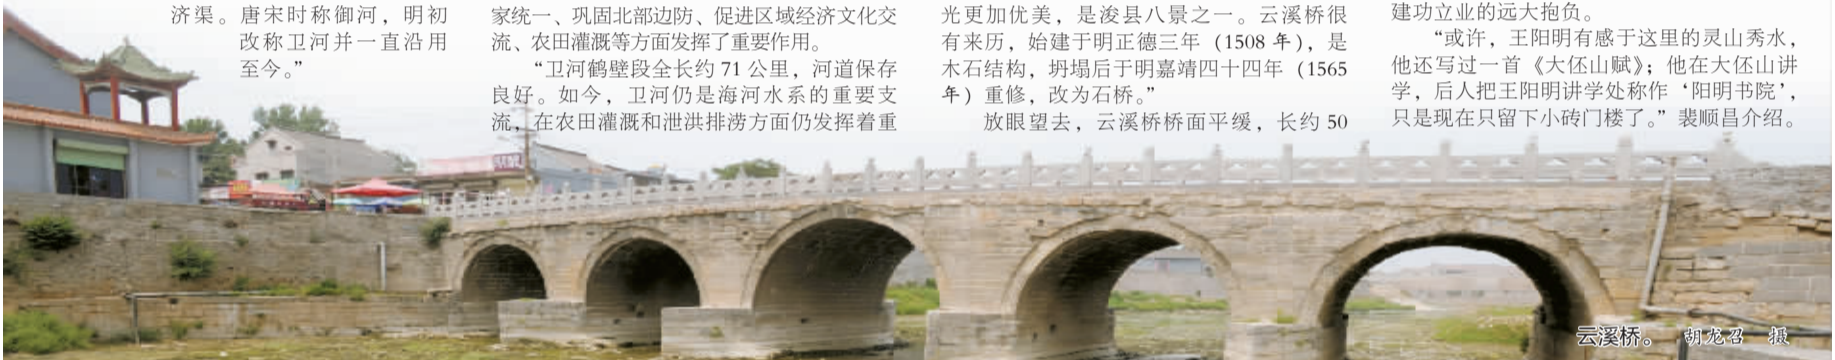 济渠。唐宋时称御河，明初
改称卫河并一直沿用
至今。”
家统一、巩固北部边防、促进区域经济文化交
流、农田灌溉等方面发挥了重要作用。
“卫河鹤壁段全长约 71 公里，河道保存
良好。如今，卫河仍是海河水系的重要支
流，在农田灌溉和泄洪排涝方面仍发挥着重
光更加优美，是浚县八景之一。云溪桥很
有来历，始建于明正德三年（1508 年），是
木石结构，坍塌后于明嘉靖四十四年（1565
年）重修，改为石桥。”
放眼望去，云溪桥桥面平缓，长约 50
建功立业的远大抱负。
“或许，王阳明有感于这里的灵山秀水，
他还写过一首《大伾山赋》；他在大伾山讲
学，后人把王阳明讲学处称作‘阳明书院’，
只是现在只留下小砖门楼了。”裴顺昌介绍。
云溪桥。 胡龙召 摄